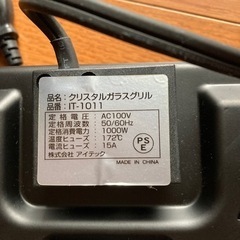 品名：クリスタルガラスグリル
品番：IT-1011
定格電圧：AC100V
定格周波数：50/60Hz
定格消費電力：1000W
温度ヒューズ：172℃
電流ヒューズ：15A
株式会社 アイテック
MADE IN CHINA
PS
E